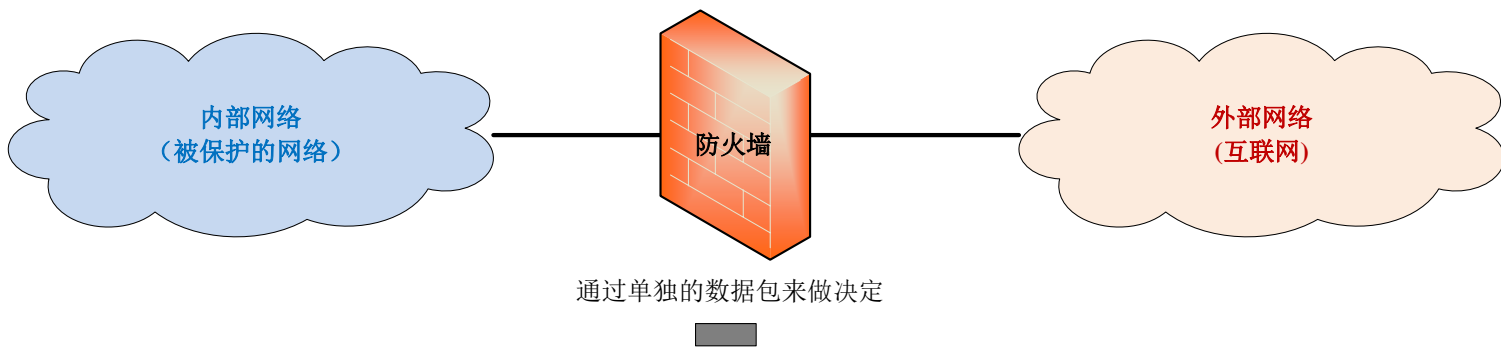 内部网络
（被保护的网络）
防火墙
外部网络
(互联网)
通过单独的数据包来做决定